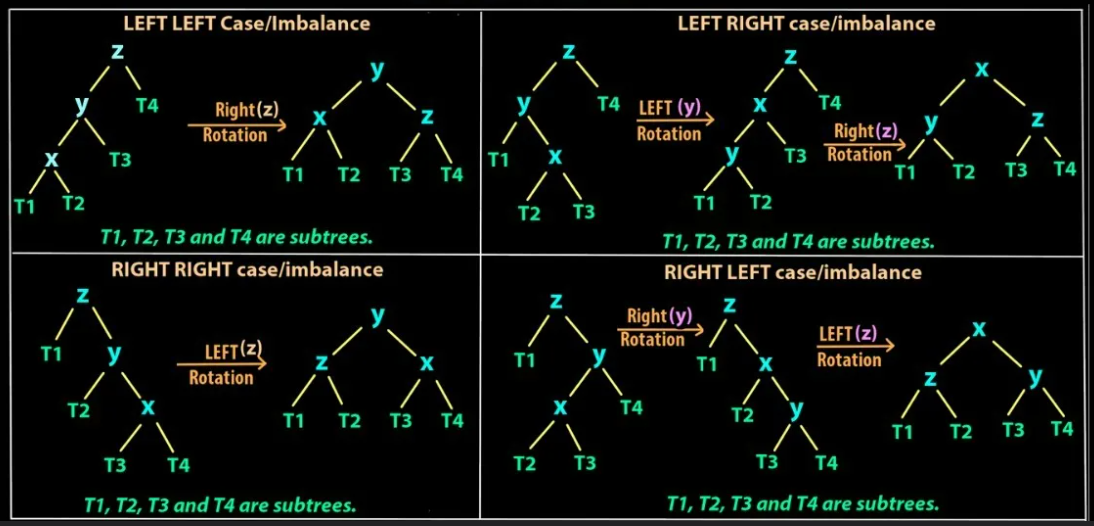 LEFT LEFT Case/Imbalance
z
y
T4
Right(z)
Rotation
y
x
z
x
T3
T1
T2
T3
T4
T1
T2
T1, T2, T3 and T4 are subtrees.
LEFT RIGHT case/imbalance
z
y
T4
LEFT (y)
Rotation
T1
x
T2
T3
z
x
T4
y
T3
T1
T2
Right(z)
Rotation
x
y
z
T1
T2
T3
T4
T1, T2, T3 and T4 are subtrees.
RIGHT RIGHT case/imbalance
z
T1
y
T2
x
T3
T4
LEFT(z)
Rotation
y
z
x
T1
T2
T3
T4
T1, T2, T3 and T4 are subtrees.
RIGHT LEFT case/imbalance
z
T1
y
x
T4
T2
T3
Right(y)
Rotation
z
T1
x
T2
y
T3
T4
LEFT(z)
Rotation
x
z
y
T1
T2
T3
T4
T1, T2, T3 and T4 are subtrees.